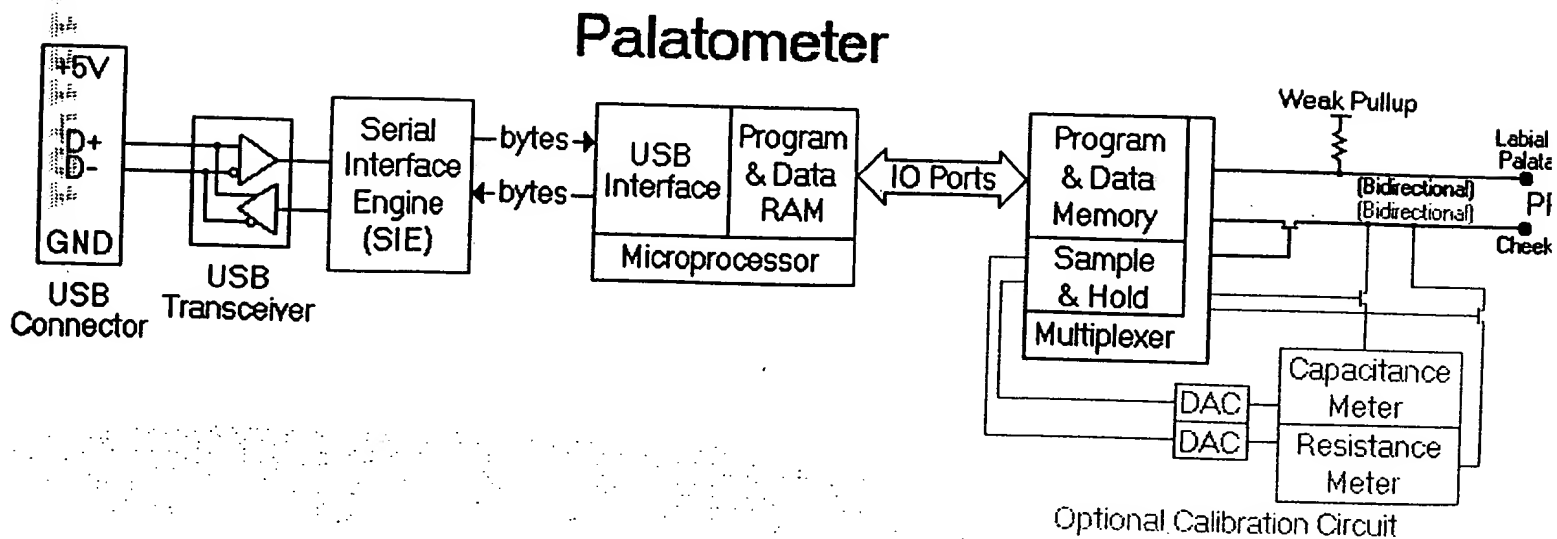 Palatometer
+5V
D+
D-
GND
USB
Connector
USB
Transceiver
Serial
Interface
Engine
(SIE)
bytes
bytes
USB
Interface
Program
& Data
RAM
Microprocessor
IO Ports
Program
& Data
Memory
Sample
& Hold
Multiplexer
Weak Pullup
Labial
(Bidirectional)
(Bidirectional)
Cheek
DAC
DAC
Capacitance
Meter
Resistance
Meter
Optional Calibration Circuit